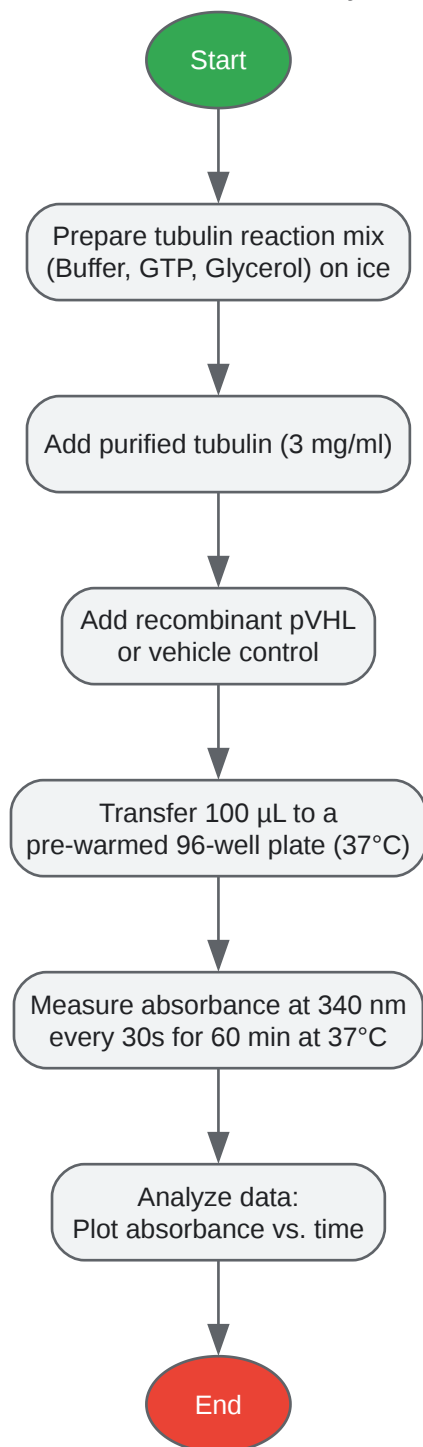 Start
Prepare tubulin reaction mix
(Buffer, GTP, Glycerol) on ice
Add purified tubulin (3 mg/ml)
Add recombinant pVHL
or vehicle control
Transfer 100 µL to a
pre-warmed 96-well plate (37°C)
Measure absorbance at 340 nm
every 30s for 60 min at 37°C
Analyze data:
Plot absorbance vs. time
End